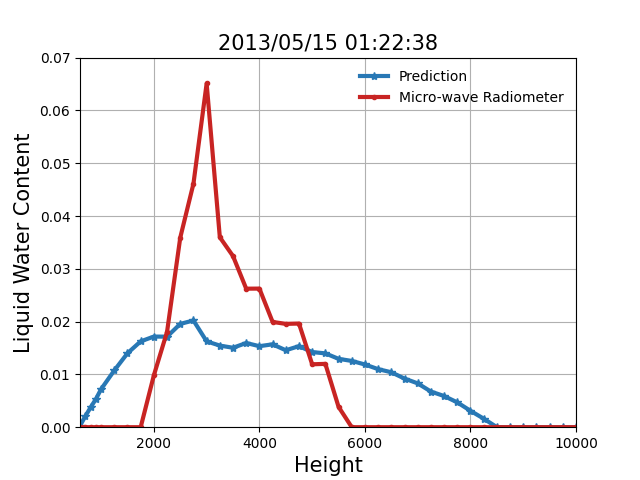 2013/05/15 01:22:38
Prediction
Micro-wave Radiometer
Liquid Water Content
0.07
0.06
0.05
0.04
0.03
0.02
0.01
0.00
2000 4000 6000 8000 10000
Height